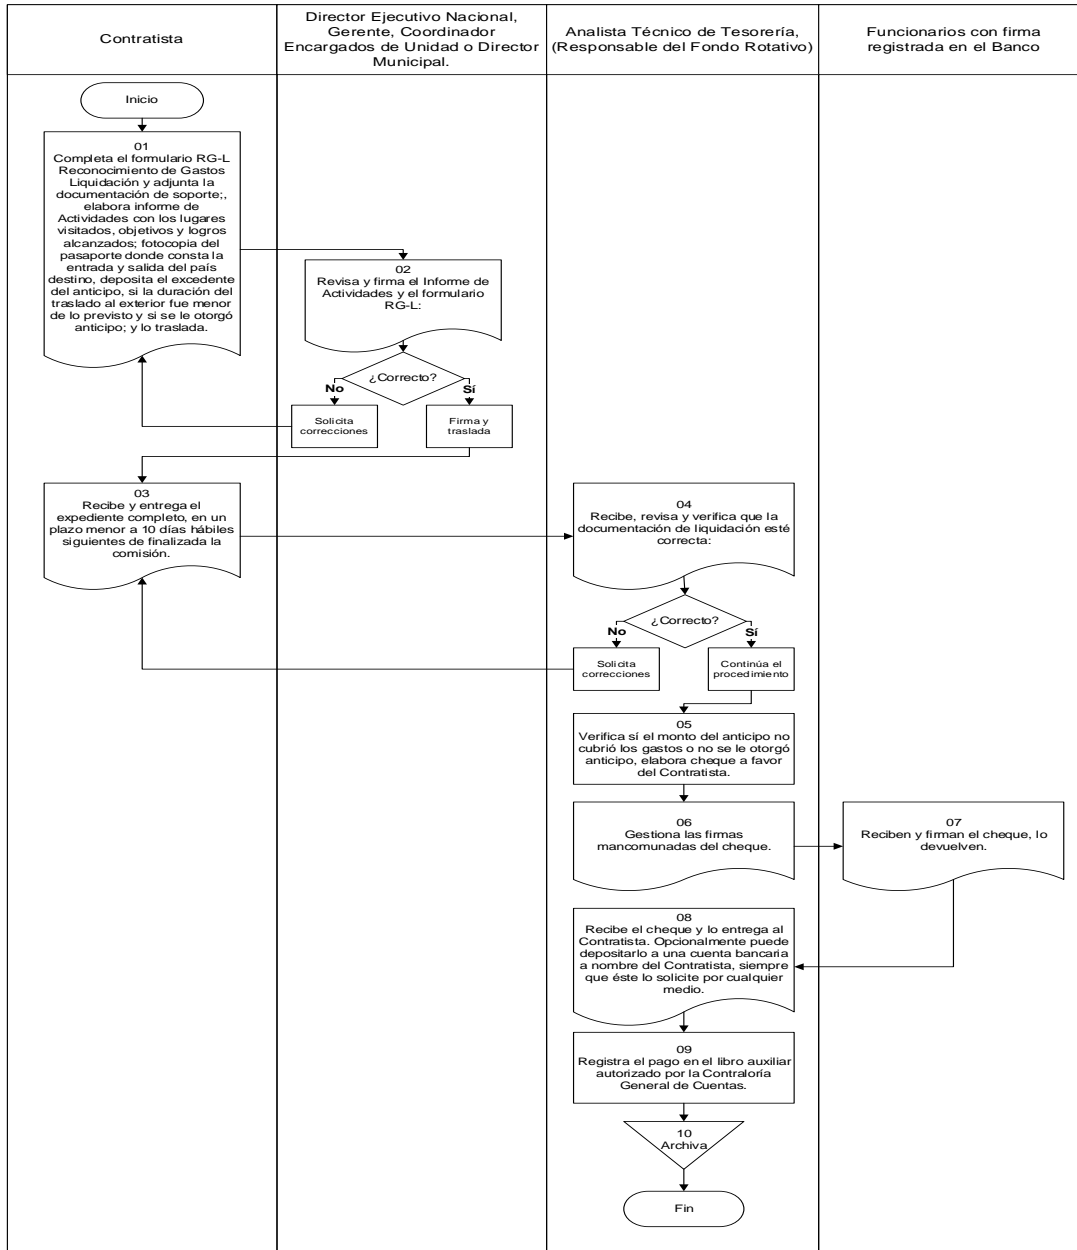 Contratista
Director Ejecutivo Nacional,
Gerente, Coordinador
Encargados de Unidad o Director
Municipal.
Analista Técnico de Tesorería,
(Responsable del Fondo Rotativo)
Funcionarios con firma
registrada en el Banco
Inicio
01
Completa el formulario RG-L
Reconocimiento de Gastos
Liquidación y adjunta la
documentación de soporte;,
elabora informe de
Actividades con los lugares
visitados, objetivos y logros
alcanzados; fotocopia del
pasaporte donde consta la
entrada y salida del país
destino, deposita el excedente
del anticipo, si la duración del
traslado al exterior fue menor
de lo previsto y si se le otorgó
anticipo; y lo traslada.
02
Revisa y firma el Informe de
Actividades y el formulario
RG-L:
¿Correcto?
No
Sí
Solicita
correcciones
Firma y
traslada
03
Recibe y entrega el
expediente completo, en un
plazo menor a 10 días hábiles
siguientes de finalizada la
comisión.
04
Recibe, revisa y verifica que la
documentación de liquidación esté
correcta:
¿Correcto?
No
Sí
Solicita
correcciones
Continúa el
procedimiento
05
Verifica sí el monto del anticipo no
cubrió los gastos o no se le otorgó
anticipo, elabora cheque a favor
del Contratista.
06
Gestiona las firmas
mancomunadas del cheque.
07
Reciben y firman el cheque, lo
devuelven.
08
Recibe el cheque y lo entrega al
Contratista. Opcionalmente puede
depositarlo a una cuenta bancaria
a nombre del Contratista, siempre
que éste lo solicite por cualquier
medio.
09
Registra el pago en el libro auxiliar
autorizado por la Contraloría
General de Cuentas.
10
Archiva
Fin